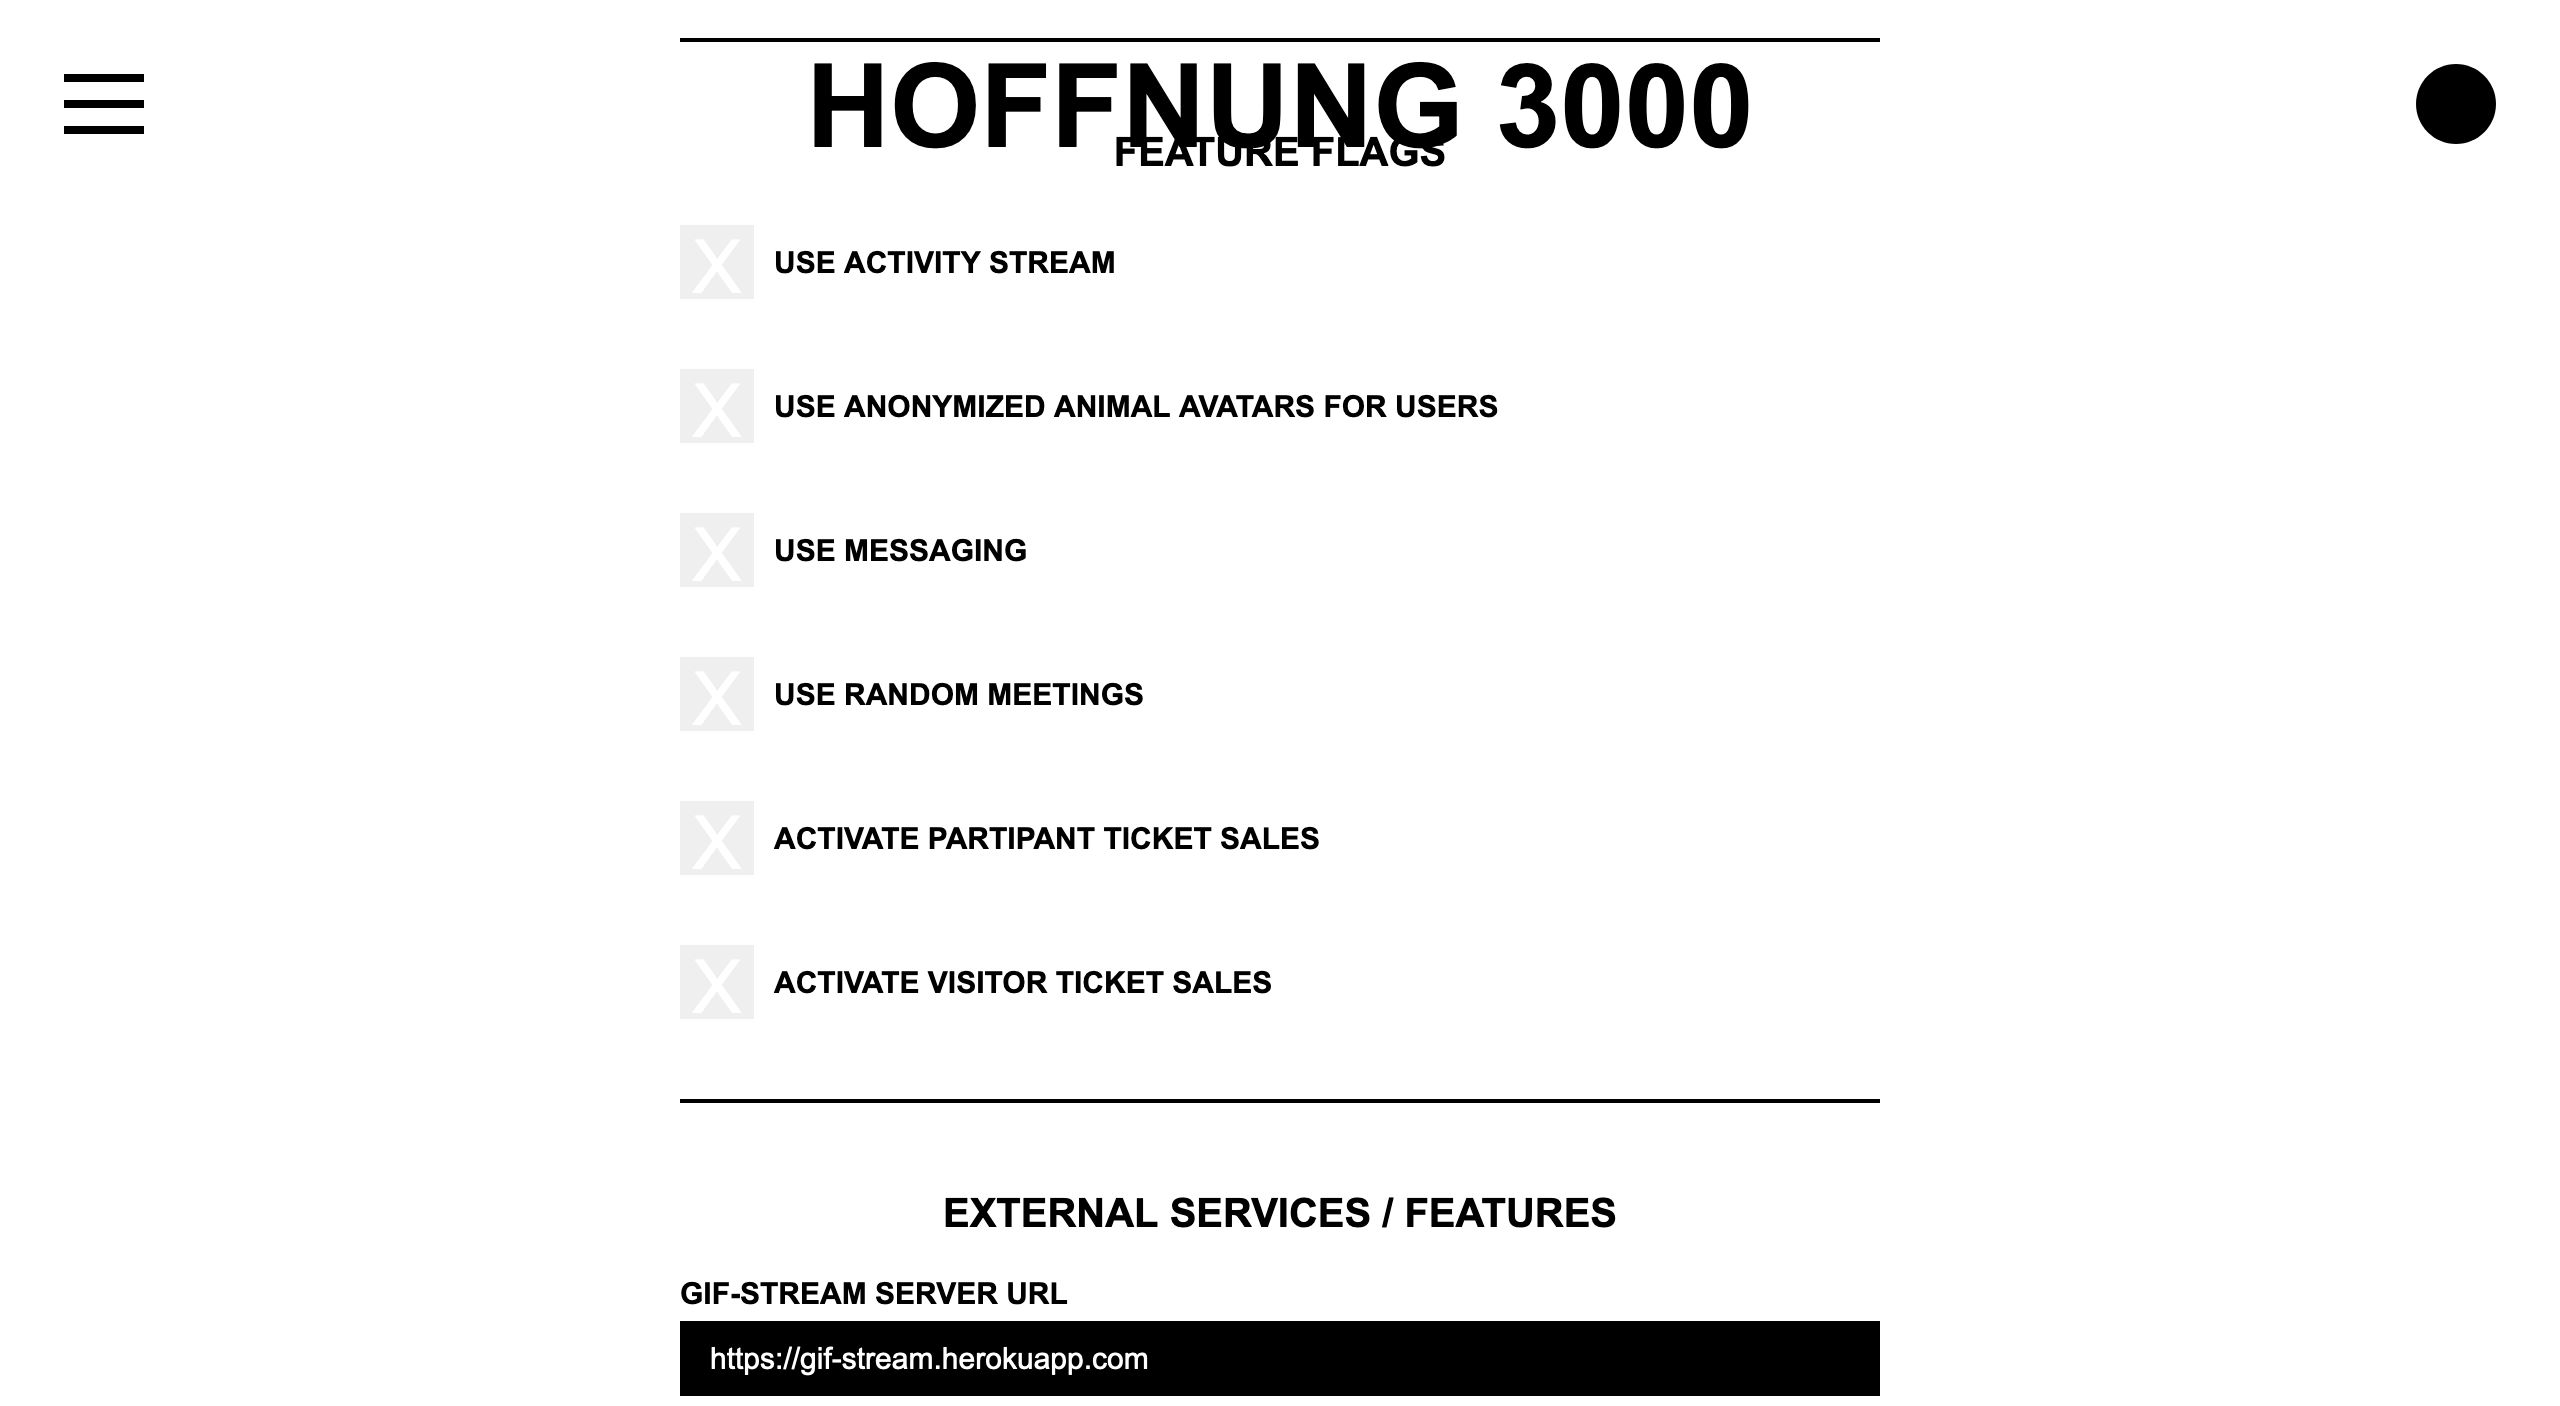 HOFFNUNG 3000
FEATURE FLAGS
X USE ACTIVITY STREAM
X USE ANONYMIZED ANIMAL AVATARS FOR USERS
X USE MESSAGING
X USE RANDOM MEETINGS
X ACTIVATE PARTIPANT TICKET SALES
X ACTIVATE VISITOR TICKET SALES
EXTERNAL SERVICES / FEATURES
GIF-STREAM SERVER URL
https://gif-stream.herokuapp.com